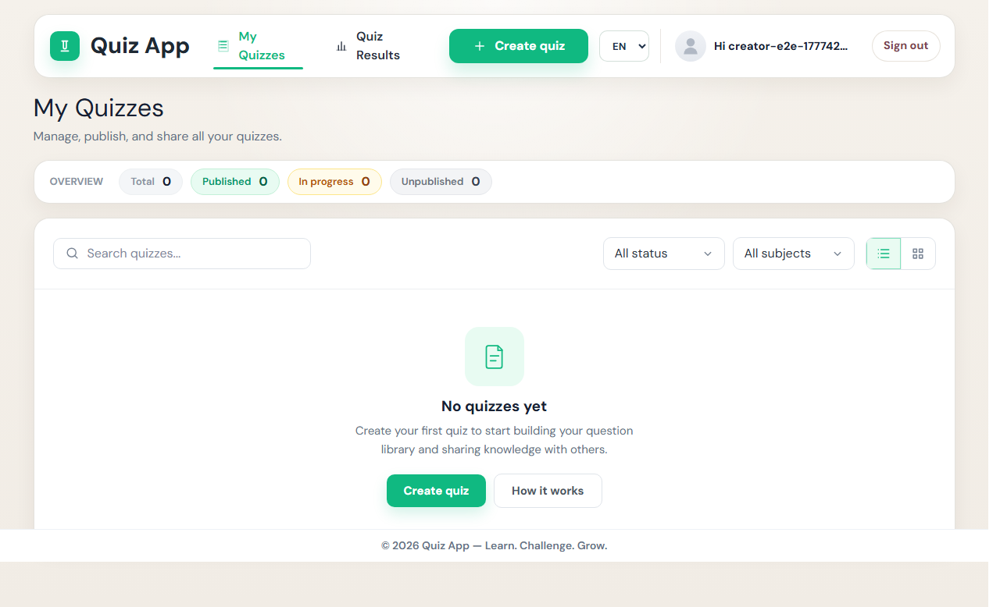 Quiz App
My
Quizzes
Quiz
Results
Create quiz
EN
Hi creator-e2e-177742...
Sign out
My Quizzes
Manage, publish, and share all your quizzes.
OVERVIEW Total 0 Published 0 In progress 0 Unpublished 0
Search quizzes...
All status
All subjects
No quizzes yet
Create your first quiz to start building your question
library and sharing knowledge with others.
Create quiz
How it works
© 2026 Quiz App — Learn. Challenge. Grow.